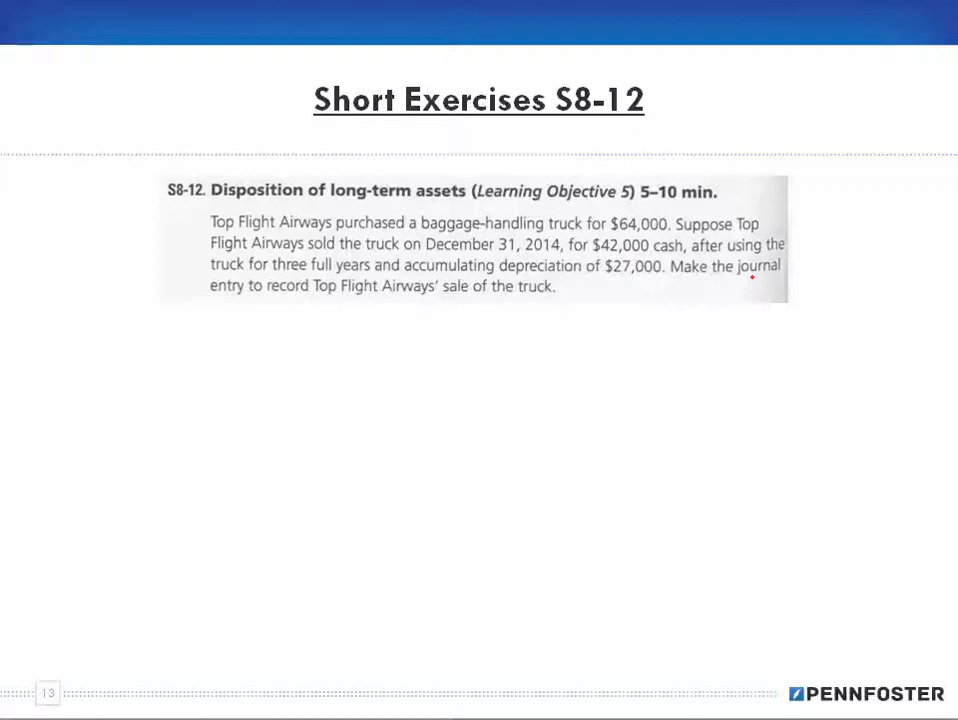 Short Exercises S8-12
S8-12. Disposition of long-term assets (Learning Objective 5) 5–10 min.
Top Flight Airways purchased a baggage-handling truck for $64,000. Suppose Top
Flight Airways sold the truck on December 31, 2014, for $42,000 cash, after using the
truck for three full years and accumulating depreciation of $27,000. Make the journal
entry to record Top Flight Airways' sale of the truck.
13
PENNFOSTER